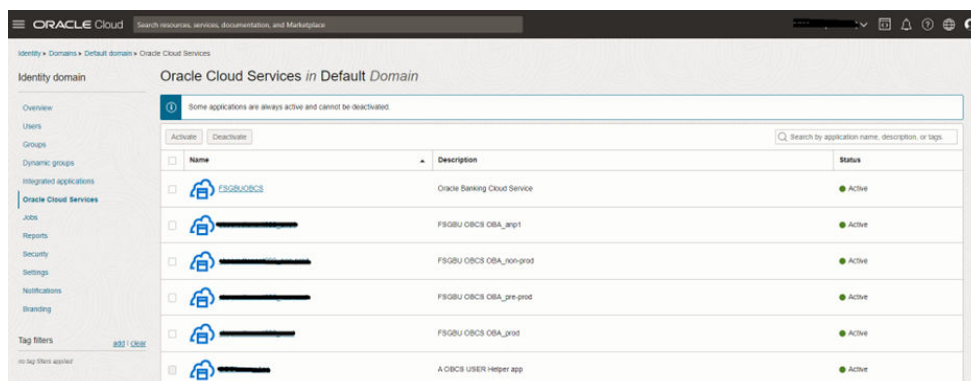 ORACLE Cloud
Search resources, services, documentation, and Marketplace
Identity » Domains » Default domain » Oracle Cloud Services
Identity domain
Overview
Users
Groups
Dynamic groups
Integrated applications
Oracle Cloud Services
Jobs
Reports
Security
Settings
Notifications
Branding
Tag filters add | clear
no tag filters applied
Oracle Cloud Services in Default Domain
Some applications are always active and cannot be deactivated.
Activate Deactivate Search by application name, description, or tags.
Name Description Status
FSGBUOBCS Oracle Banking Cloud Service Active
FSGBU OBCS OBA_anp1 Active
FSGBU OBCS OBA_non-prod Active
FSGBU OBCS OBA_pre-prod Active
FSGBU OBCS OBA_prod Active
A OBCS USER Helper app Active